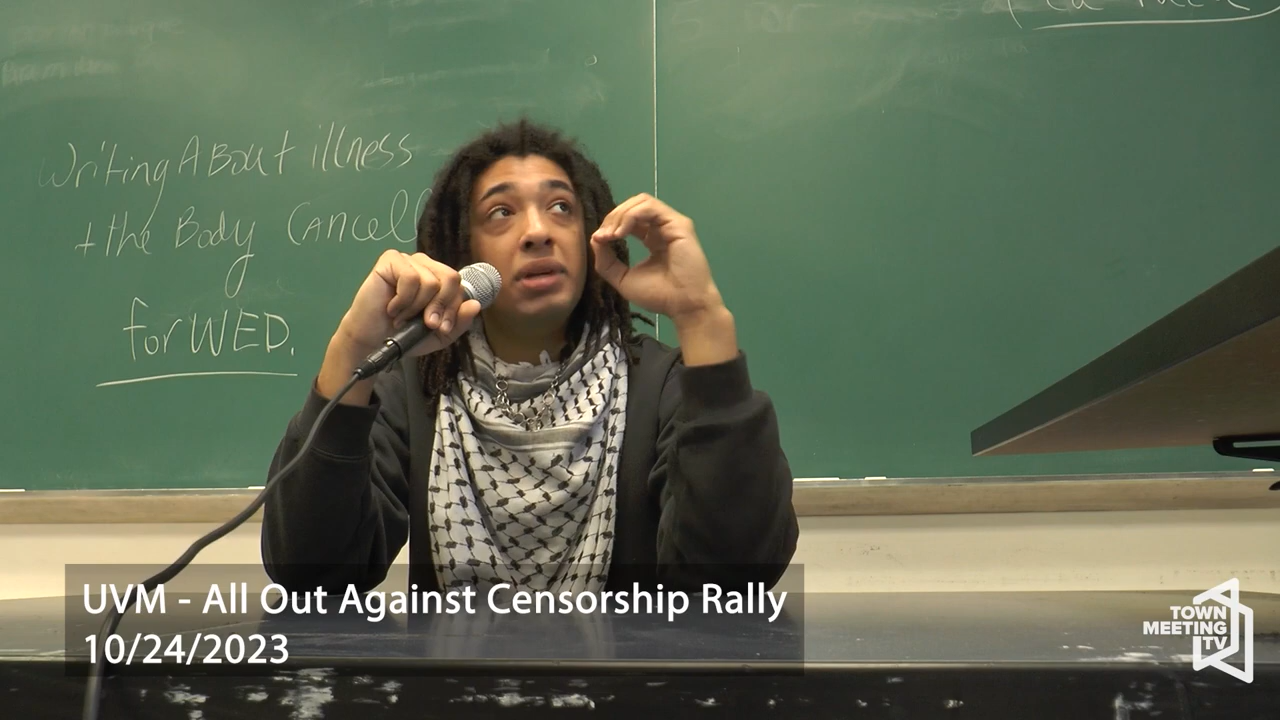 Writing About illness
+ the Body Cancell
for WED.
UVM - All Out Against Censorship Rally
10/24/2023
TOWN
MEETING
TV